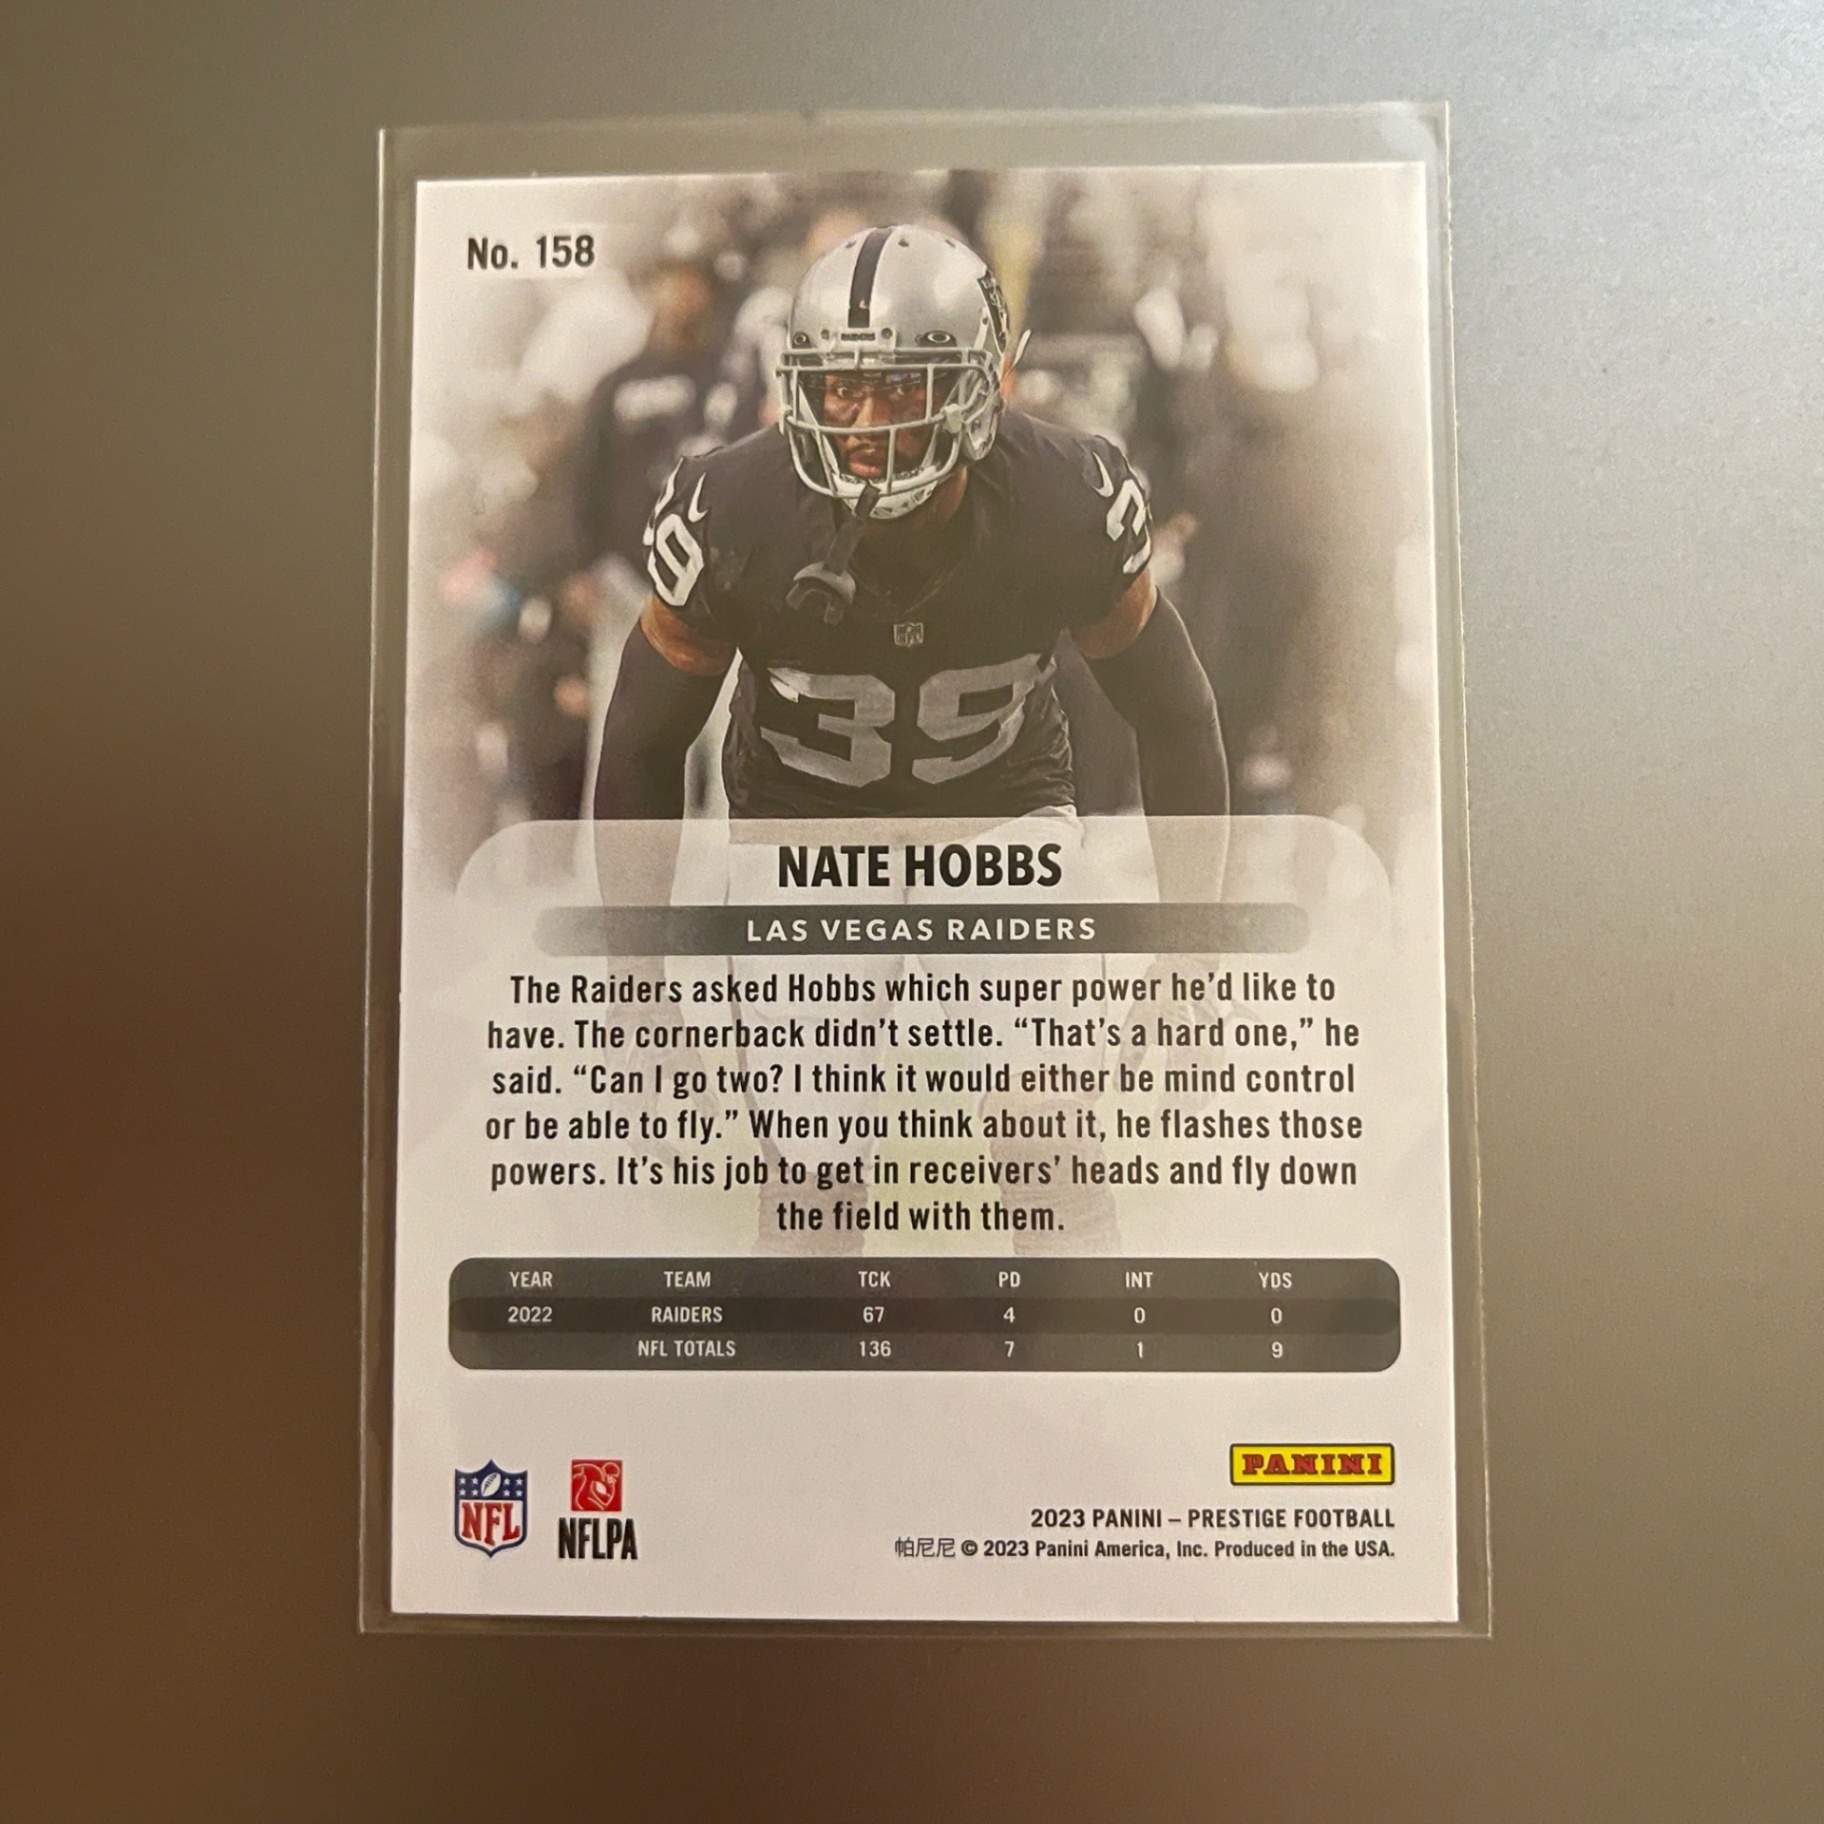 No. 158
RAIDERS
39
39
NFL
39
NATE HOBBS
LAS VEGAS RAIDERS
The Raiders asked Hobbs which super power he’d like to
have. The cornerback didn’t settle. “That’s a hard one,” he
said. “Can I go two? I think it would either be mind control
or be able to fly.” When you think about it, he flashes those
powers. It’s his job to get in receivers’ heads and fly down
the field with them.
YEAR TEAM TCK PD INT YDS
2022 RAIDERS 67 4 0 0
NFL TOTALS 136 7 1 9
PANINI
NFL
NFLPA
2023 PANINI – PRESTIGE FOOTBALL
帕尼尼 © 2023 Panini America, Inc. Produced in the USA.